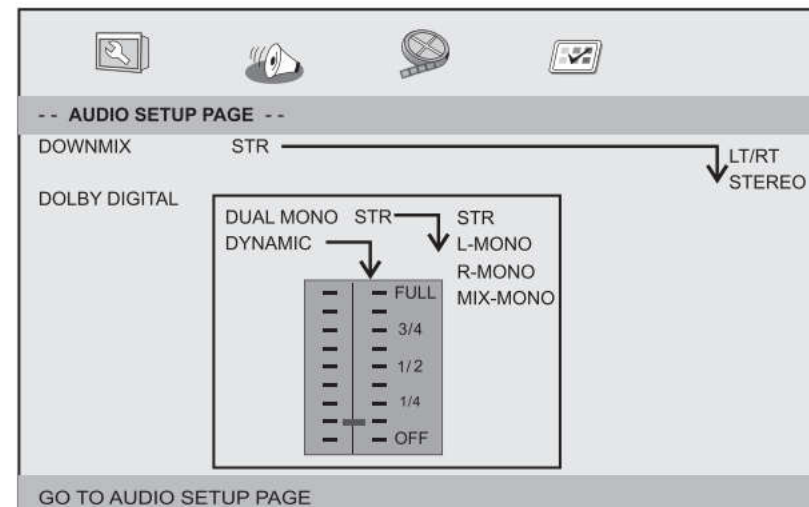 - - AUDIO SETUP PAGE - -
DOWNMIX STR LT/RT
STEREO
DOLBY DIGITAL
DUAL MONO STR STR
DYNAMIC L-MONO
R-MONO
FULL MIX-MONO
3/4
1/2
1/4
OFF
GO TO AUDIO SETUP PAGE